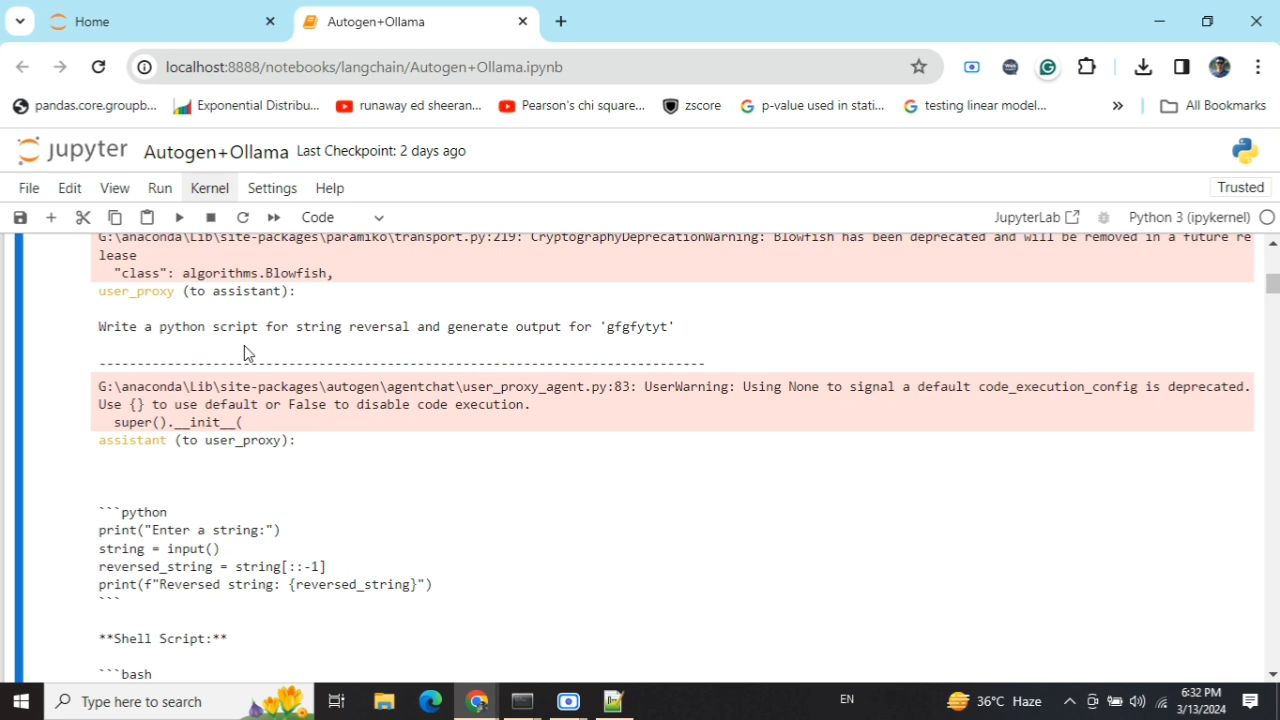 Home
Autogen+Ollama
localhost:8888/notebooks/langchain/Autogen+Ollama.ipynb
pandas.core.groupb...
Exponential Distribu...
runaway ed sheeran...
Pearson's chi square...
zscore
p-value used in stati...
testing linear model...
All Bookmarks
jupyter Autogen+Ollama Last Checkpoint: 2 days ago
File Edit View Run Kernel Settings Help
Trusted
Code
JupyterLab
Python 3 (ipykernel)
G:\anaconda\Lib\site-packages\paramiko\transport.py:219: CryptographyDeprecationWarning: Blowfish has been deprecated and will be removed in a future re
lease
"class": algorithms.Blowfish,
user_proxy (to assistant):
Write a python script for string reversal and generate output for 'gfgfytyt'
--------------------------------------------------------------------------------
G:\anaconda\Lib\site-packages\autogen\agentchat\user_proxy_agent.py:83: UserWarning: Using None to signal a default code_execution_config is deprecated.
Use {} to use default or False to disable code execution.
super().__init__(
assistant (to user_proxy):
```python
print("Enter a string:")
string = input()
reversed_string = string[::-1]
print(f"Reversed string: {reversed_string}")
```
**Shell Script:**
```bash
Type here to search
EN
36°C Haze
6:32 PM
3/13/2024